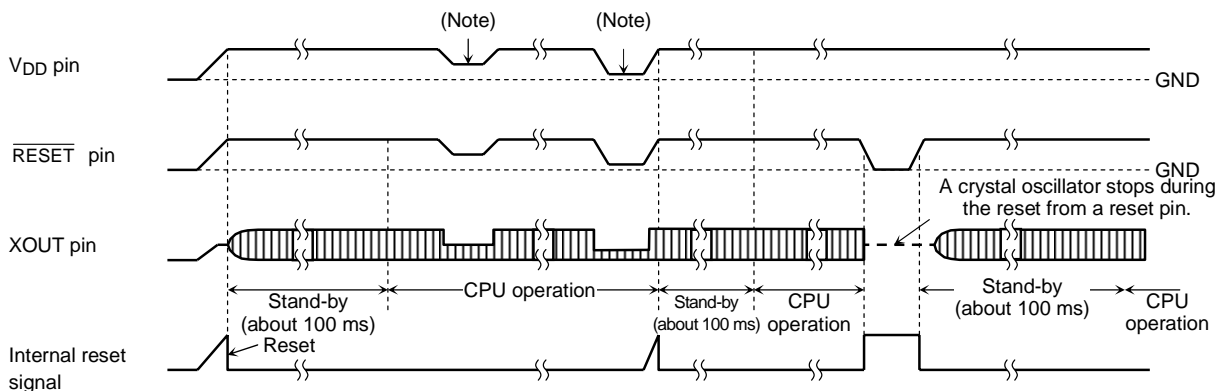 (Note)
(Note)
VDD pin
GND
RESET pin
GND
A crystal oscillator stops during
the reset from a reset pin.
XOUT pin
Stand-by
(about 100 ms)
CPU operation
Stand-by
(about 100 ms)
CPU
operation
Stand-by
(about 100 ms)
CPU
operation
Reset
Internal reset
signal